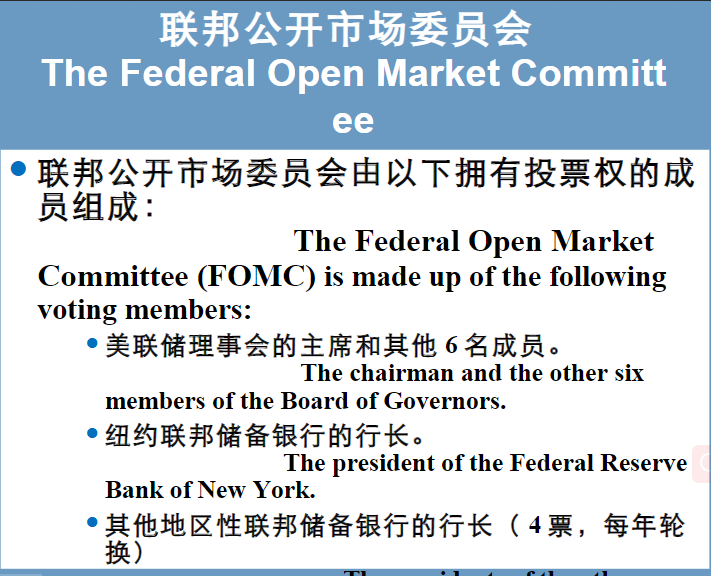 联邦公开市场委员会
The Federal Open Market Committ
ee
联邦公开市场委员会由以下拥有投票权的成
员组成：
The Federal Open Market
Committee (FOMC) is made up of the following
voting members:
美联储理事会的主席和其他 6 名成员。
The chairman and the other six
members of the Board of Governors.
纽约联邦储备银行的行长。
The president of the Federal Reserve
Bank of New York.
其他地区性联邦储备银行的行长（ 4 票，每年轮
换）